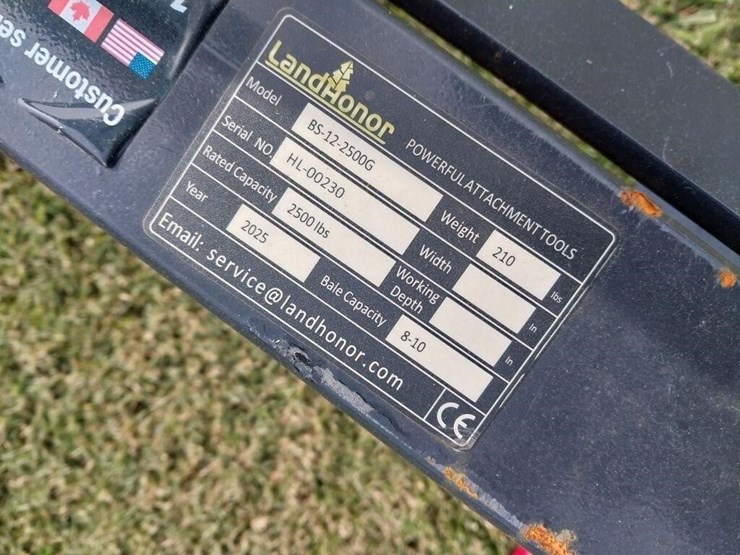 Customer se
LandHonor
POWERFUL ATTACHMENT TOOLS
Model BS-12-2500G Weight 210 lbs
Serial NO. HL-00230 Width in
Rated Capacity 2500 lbs Working Depth in
Year 2025 Bale Capacity 8-10
Email: service@landhonor.com CE